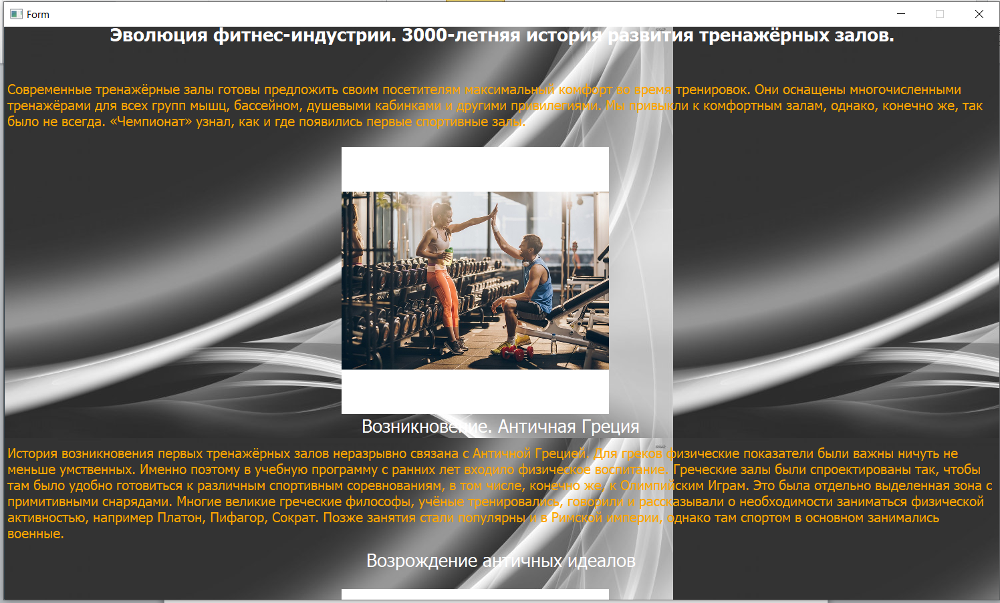 Form
Эволюция фитнес-индустрии. 3000-летняя история развития тренажёрных залов.
Современные тренажёрные залы готовы предложить своим посетителям максимальный комфорт во время тренировок. Они оснащены многочисленными
тренажёрами для всех групп мышц, бассейном, душевыми кабинками и другими привилегиями. Мы привыкли к комфортным залам, однако, конечно же, так
было не всегда. «Чемпионат» узнал, как и где появились первые спортивные залы.
Возникновение. Античная Греция
История возникновения первых тренажёрных залов неразрывно связана с Античной Грецией. Для греков физические показатели были важны ничуть не
меньше умственных. Именно поэтому в учебную программу с ранних лет входило физическое воспитание. Греческие залы были спроектированы так, чтобы
там было удобно готовиться к различным спортивным соревнованиям, в том числе, конечно же, к Олимпийским Играм. Это была отдельно выделенная зона с
примитивными снарядами. Многие великие греческие философы, учёные тренировались, говорили и рассказывали о необходимости заниматься физической
активностью, например Платон, Пифагор, Сократ. Позже занятия стали популярны и в Римской империи, однако там спортом в основном занимались
военные.
Возрождение античных идеалов